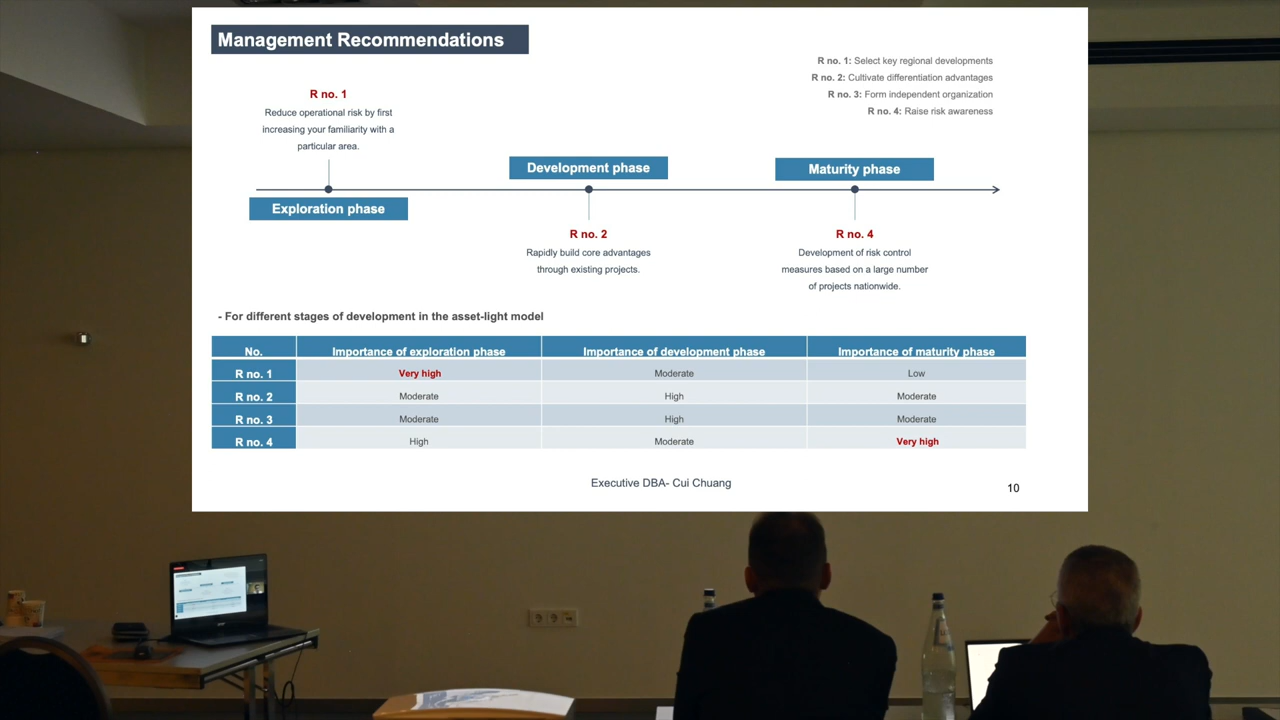 Management Recommendations
R no. 1: Select key regional developments
R no. 2: Cultivate differentiation advantages
R no. 3: Form independent organization
R no. 4: Raise risk awareness
R no. 1
Reduce operational risk by first
increasing your familiarity with a
particular area.
Development phase
Maturity phase
Exploration phase
R no. 2
Rapidly build core advantages
through existing projects.
R no. 4
Development of risk control
measures based on a large number
of projects nationwide.
- For different stages of development in the asset-light model
No. Importance of exploration phase Importance of development phase Importance of maturity phase
R no. 1 Very high Moderate Low
R no. 2 Moderate High Moderate
R no. 3 Moderate High Moderate
R no. 4 High Moderate Very high
Executive DBA- Cui Chuang
10